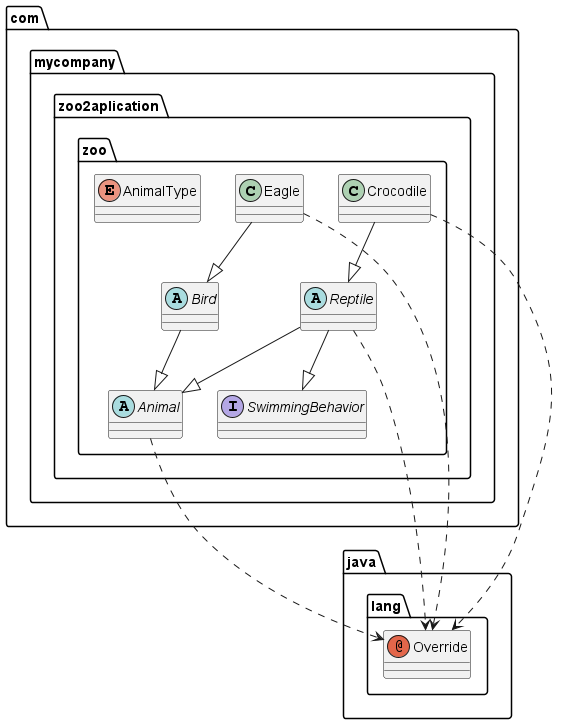 com
mycompany
zoo2aplication
zoo
E AnimalType
C Eagle
C Crocodile
A Bird
A Reptile
A Animal
I SwimmingBehavior
java
lang
@ Override